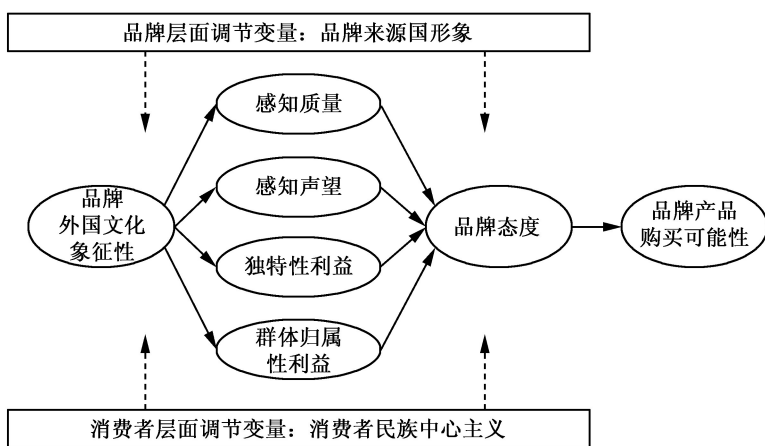 品牌层面调节变量：品牌来源国形象
感知质量
感知声望
品牌
外国文化
象征性
独特性利益
群体归属
性利益
品牌态度
品牌产品
购买可能性
消费者层面调节变量：消费者民族中心主义